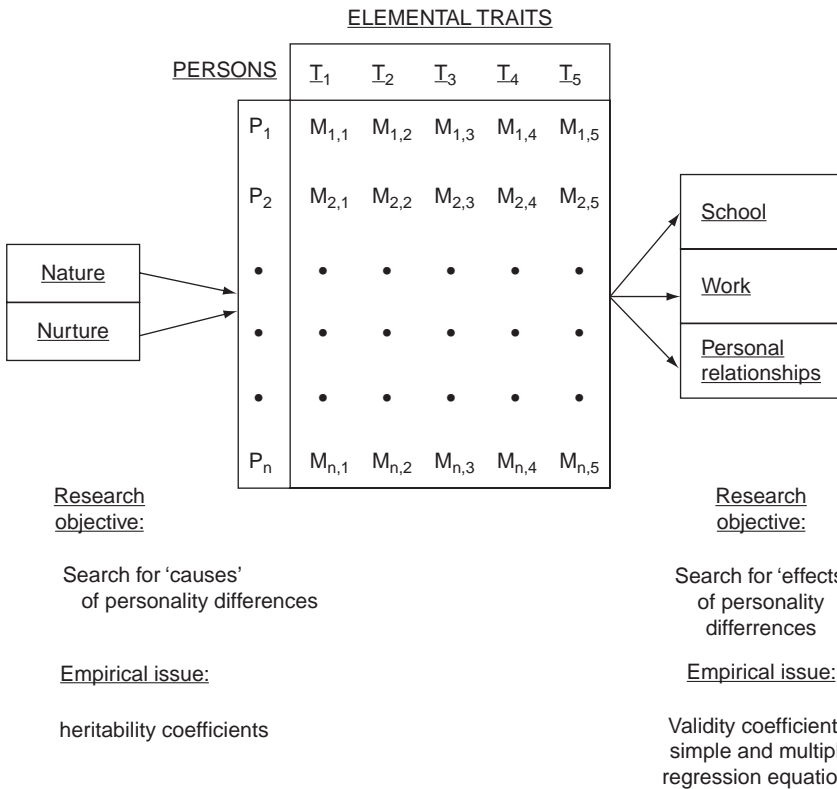 ELEMENTAL TRAITS
PERSONS T1 T2 T3 T4 T5
P1 M1,1 M1,2 M1,3 M1,4 M1,5
P2 M2,1 M2,2 M2,3 M2,4 M2,5
School
Nature
Work
Nurture
Personal
relationships
Pn Mn,1 Mn,2 Mn,3 Mn,4 Mn,5
Research
objective:
Search for ‘causes’
of personality differences
Empirical issue:
heritability coefficients
Research
objective:
Search for ‘effects
of personality
differrences
Empirical issue:
Validity coefficient
simple and multipl
regression equation